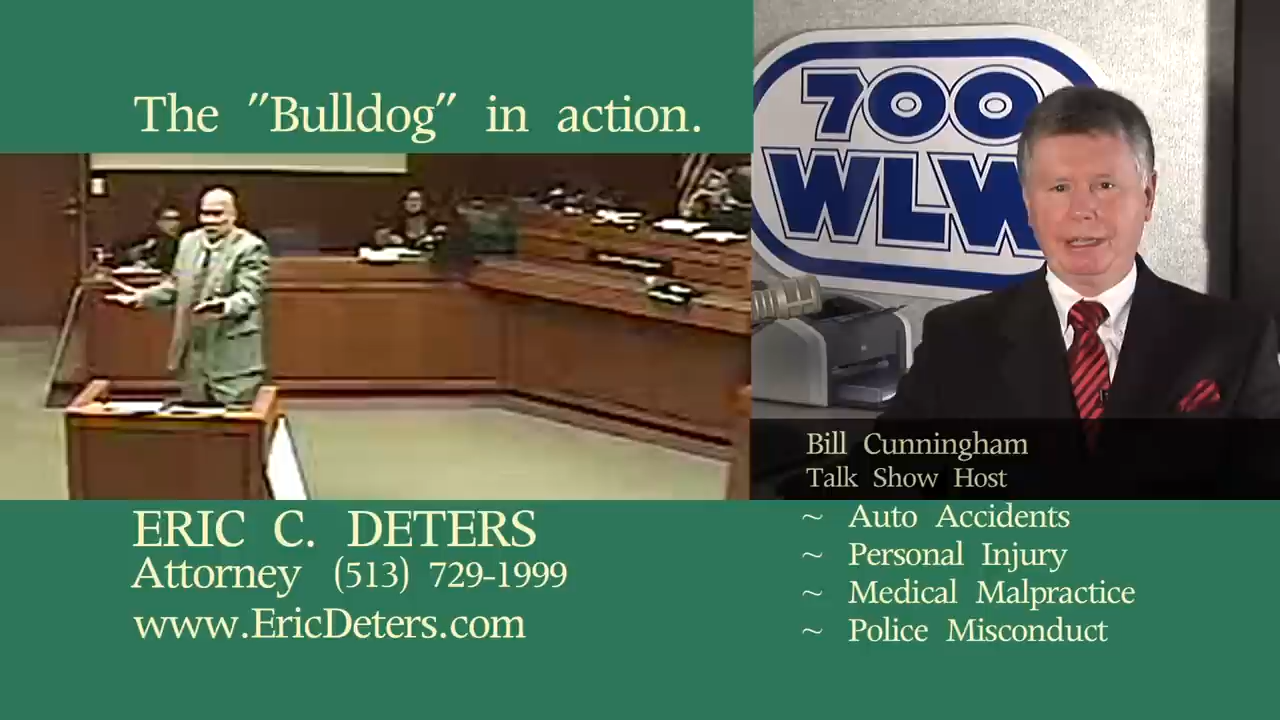 The "Bulldog" in action.
700
WLW
Bill Cunningham
Talk Show Host
ERIC C. DETERS
Attorney (513) 729-1999
www.EricDeters.com
~ Auto Accidents
~ Personal Injury
~ Medical Malpractice
~ Police Misconduct